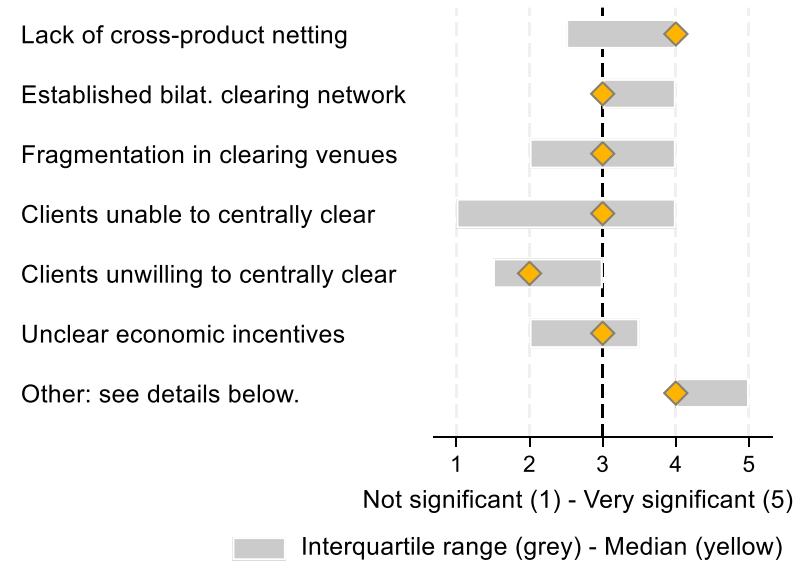 Lack of cross-product netting
Established bilat. clearing network
Fragmentation in clearing venues
Clients unable to centrally clear
Clients unwilling to centrally clear
Unclear economic incentives
Other: see details below.
1 2 3 4 5
Not significant (1) - Very significant (5)
Interquartile range (grey) - Median (yellow)